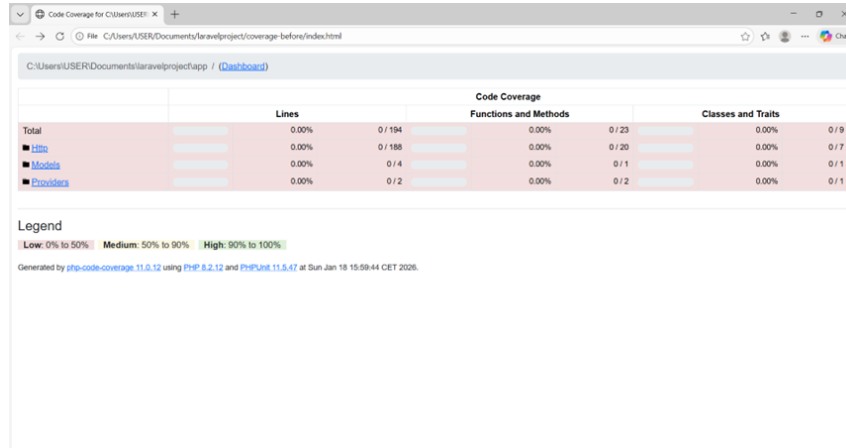 Code Coverage for C:\Users\USER\
File C:/Users/USER/Documents/laravelproject/coverage-before/index.html
C:\Users\USER\Documents\laravelproject\app / (Dashboard)
Code Coverage
Lines Functions and Methods Classes and Traits
Total 0.00% 0 / 194 0.00% 0 / 23 0.00% 0 / 9
Http 0.00% 0 / 188 0.00% 0 / 20 0.00% 0 / 7
Models 0.00% 0 / 4 0.00% 0 / 1 0.00% 0 / 1
Providers 0.00% 0 / 2 0.00% 0 / 2 0.00% 0 / 1
Legend
Low: 0% to 50% Medium: 50% to 90% High: 90% to 100%
Generated by php-code-coverage 11.0.12 using PHP 8.2.12 and PHPUnit 11.5.47 at Sun Jan 18 15:59:44 CET 2026.